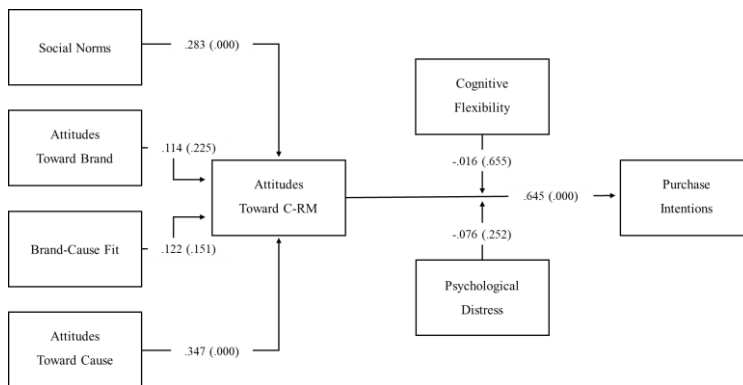 Social Norms
.283 (.000)
Attitudes
Toward Brand
.114 (.225)
Brand-Cause Fit
.122 (.151)
Attitudes
Toward Cause
.347 (.000)
Attitudes
Toward C-RM
Cognitive
Flexibility
-.016 (.655)
.645 (.000)
-.076 (.252)
Psychological
Distress
Purchase
Intentions